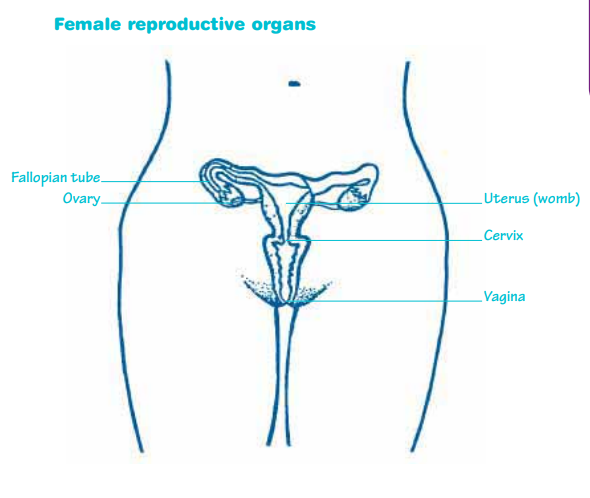 Female reproductive organs
Fallopian tube
Ovary
Uterus (womb)
Cervix
Vagina